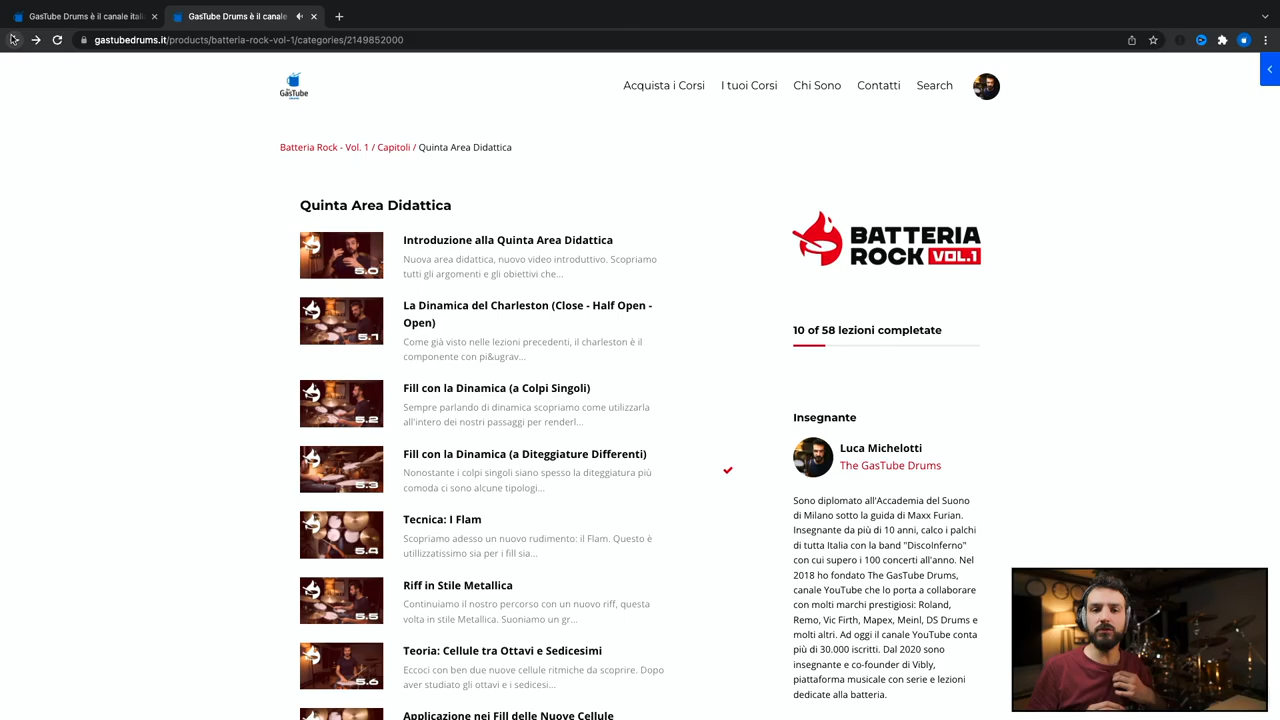 GasTube Drums è il canale itali
GasTube Drums è il canale
gastubedrums.it/products/batteria-rock-vol-1/categories/2149852000
GasTube
Acquista i Corsi
I tuoi Corsi
Chi Sono
Contatti
Search
Batteria Rock - Vol. 1 / Capitoli / Quinta Area Didattica
Quinta Area Didattica
5.0
Introduzione alla Quinta Area Didattica
Nuova area didattica, nuovo video introduttivo. Scopriamo
tutti gli argomenti e gli obiettivi che...
5.1
La Dinamica del Charleston (Close - Half Open -
Open)
Come già visto nelle lezioni precedenti, il charleston è il
componente con pi&ugrav...
5.2
Fill con la Dinamica (a Colpi Singoli)
Sempre parlando di dinamica scopriamo come utilizzarla
all'intero dei nostri passaggi per renderl...
5.3
Fill con la Dinamica (a Diteggiature Differenti)
Nonostante i colpi singoli siano spesso la diteggiatura più
comoda ci sono alcune tipologi...
5.4
Tecnica: I Flam
Scopriamo adesso un nuovo rudimento: il Flam. Questo è
utillizzatissimo sia per i fill sia...
5.5
Riff in Stile Metallica
Continuiamo il nostro percorso con un nuovo riff, questa
volta in stile Metallica. Suoniamo un gr...
5.6
Teoria: Cellule tra Ottavi e Sedicesimi
Eccoci con ben due nuove cellule ritmiche da scoprire. Dopo
aver studiato gli ottavi e i sedicesi...
Applicazione nei Fill delle Nuove Cellule
BATTERIA
ROCK VOL.1
10 of 58 lezioni completate
Insegnante
Luca Michelotti
The GasTube Drums
Sono diplomato all'Accademia del Suono
di Milano sotto la guida di Maxx Furian.
Insegnante da più di 10 anni, calco i palchi
di tutta Italia con la band "DiscoInferno"
con cui supero i 100 concerti all'anno. Nel
2018 ho fondato The GasTube Drums,
canale YouTube che lo porta a collaborare
con molti marchi prestigiosi: Roland,
Remo, Vic Firth, Mapex, Meinl, DS Drums e
molti altri. Ad oggi il canale YouTube conta
più di 30.000 iscritti. Dal 2020 sono
insegnante e co-founder di Vibly,
piattaforma musicale con serie e lezioni
dedicate alla batteria.